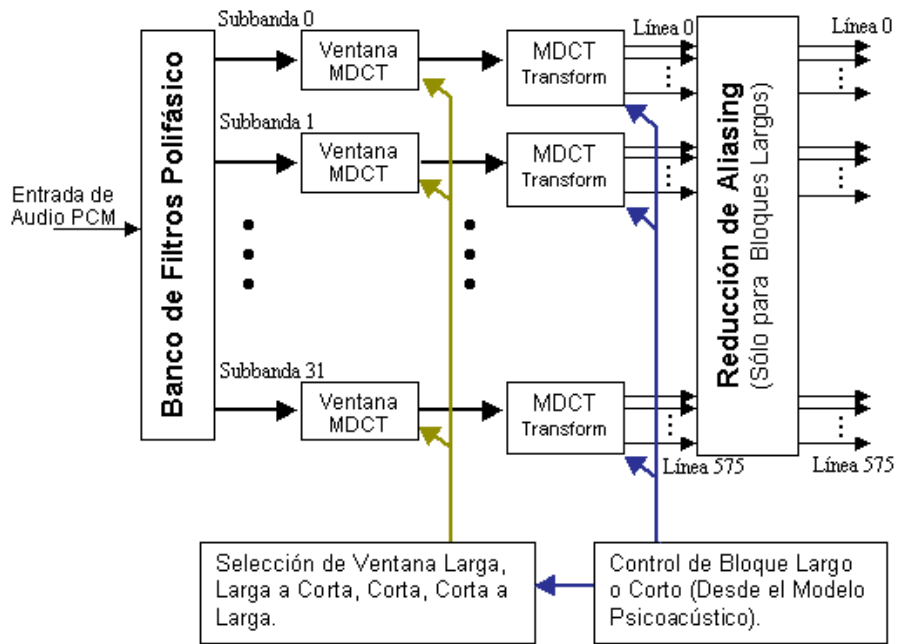 Subbanda 0
Línea 0
Línea 0
Ventana
MDCT
MDCT
Transform
Subbanda 1
Ventana
MDCT
MDCT
Transform
Entrada de
Audio PCM
Banco de Filtros Polifásico
Reducción de Aliasing
(Sólo para Bloques Largos)
Subbanda 31
Ventana
MDCT
MDCT
Transform
Línea 575
Línea 575
Selección de Ventana Larga,
Larga a Corta, Corta, Corta a
Larga.
Control de Bloque Largo
o Corto (Desde el Modelo
Psicoacústico).